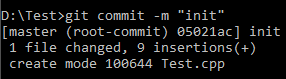 D:\Test>git commit -m "init"
[master (root-commit) 05021ac] init
1 file changed, 9 insertions(+)
create mode 100644 Test.cpp